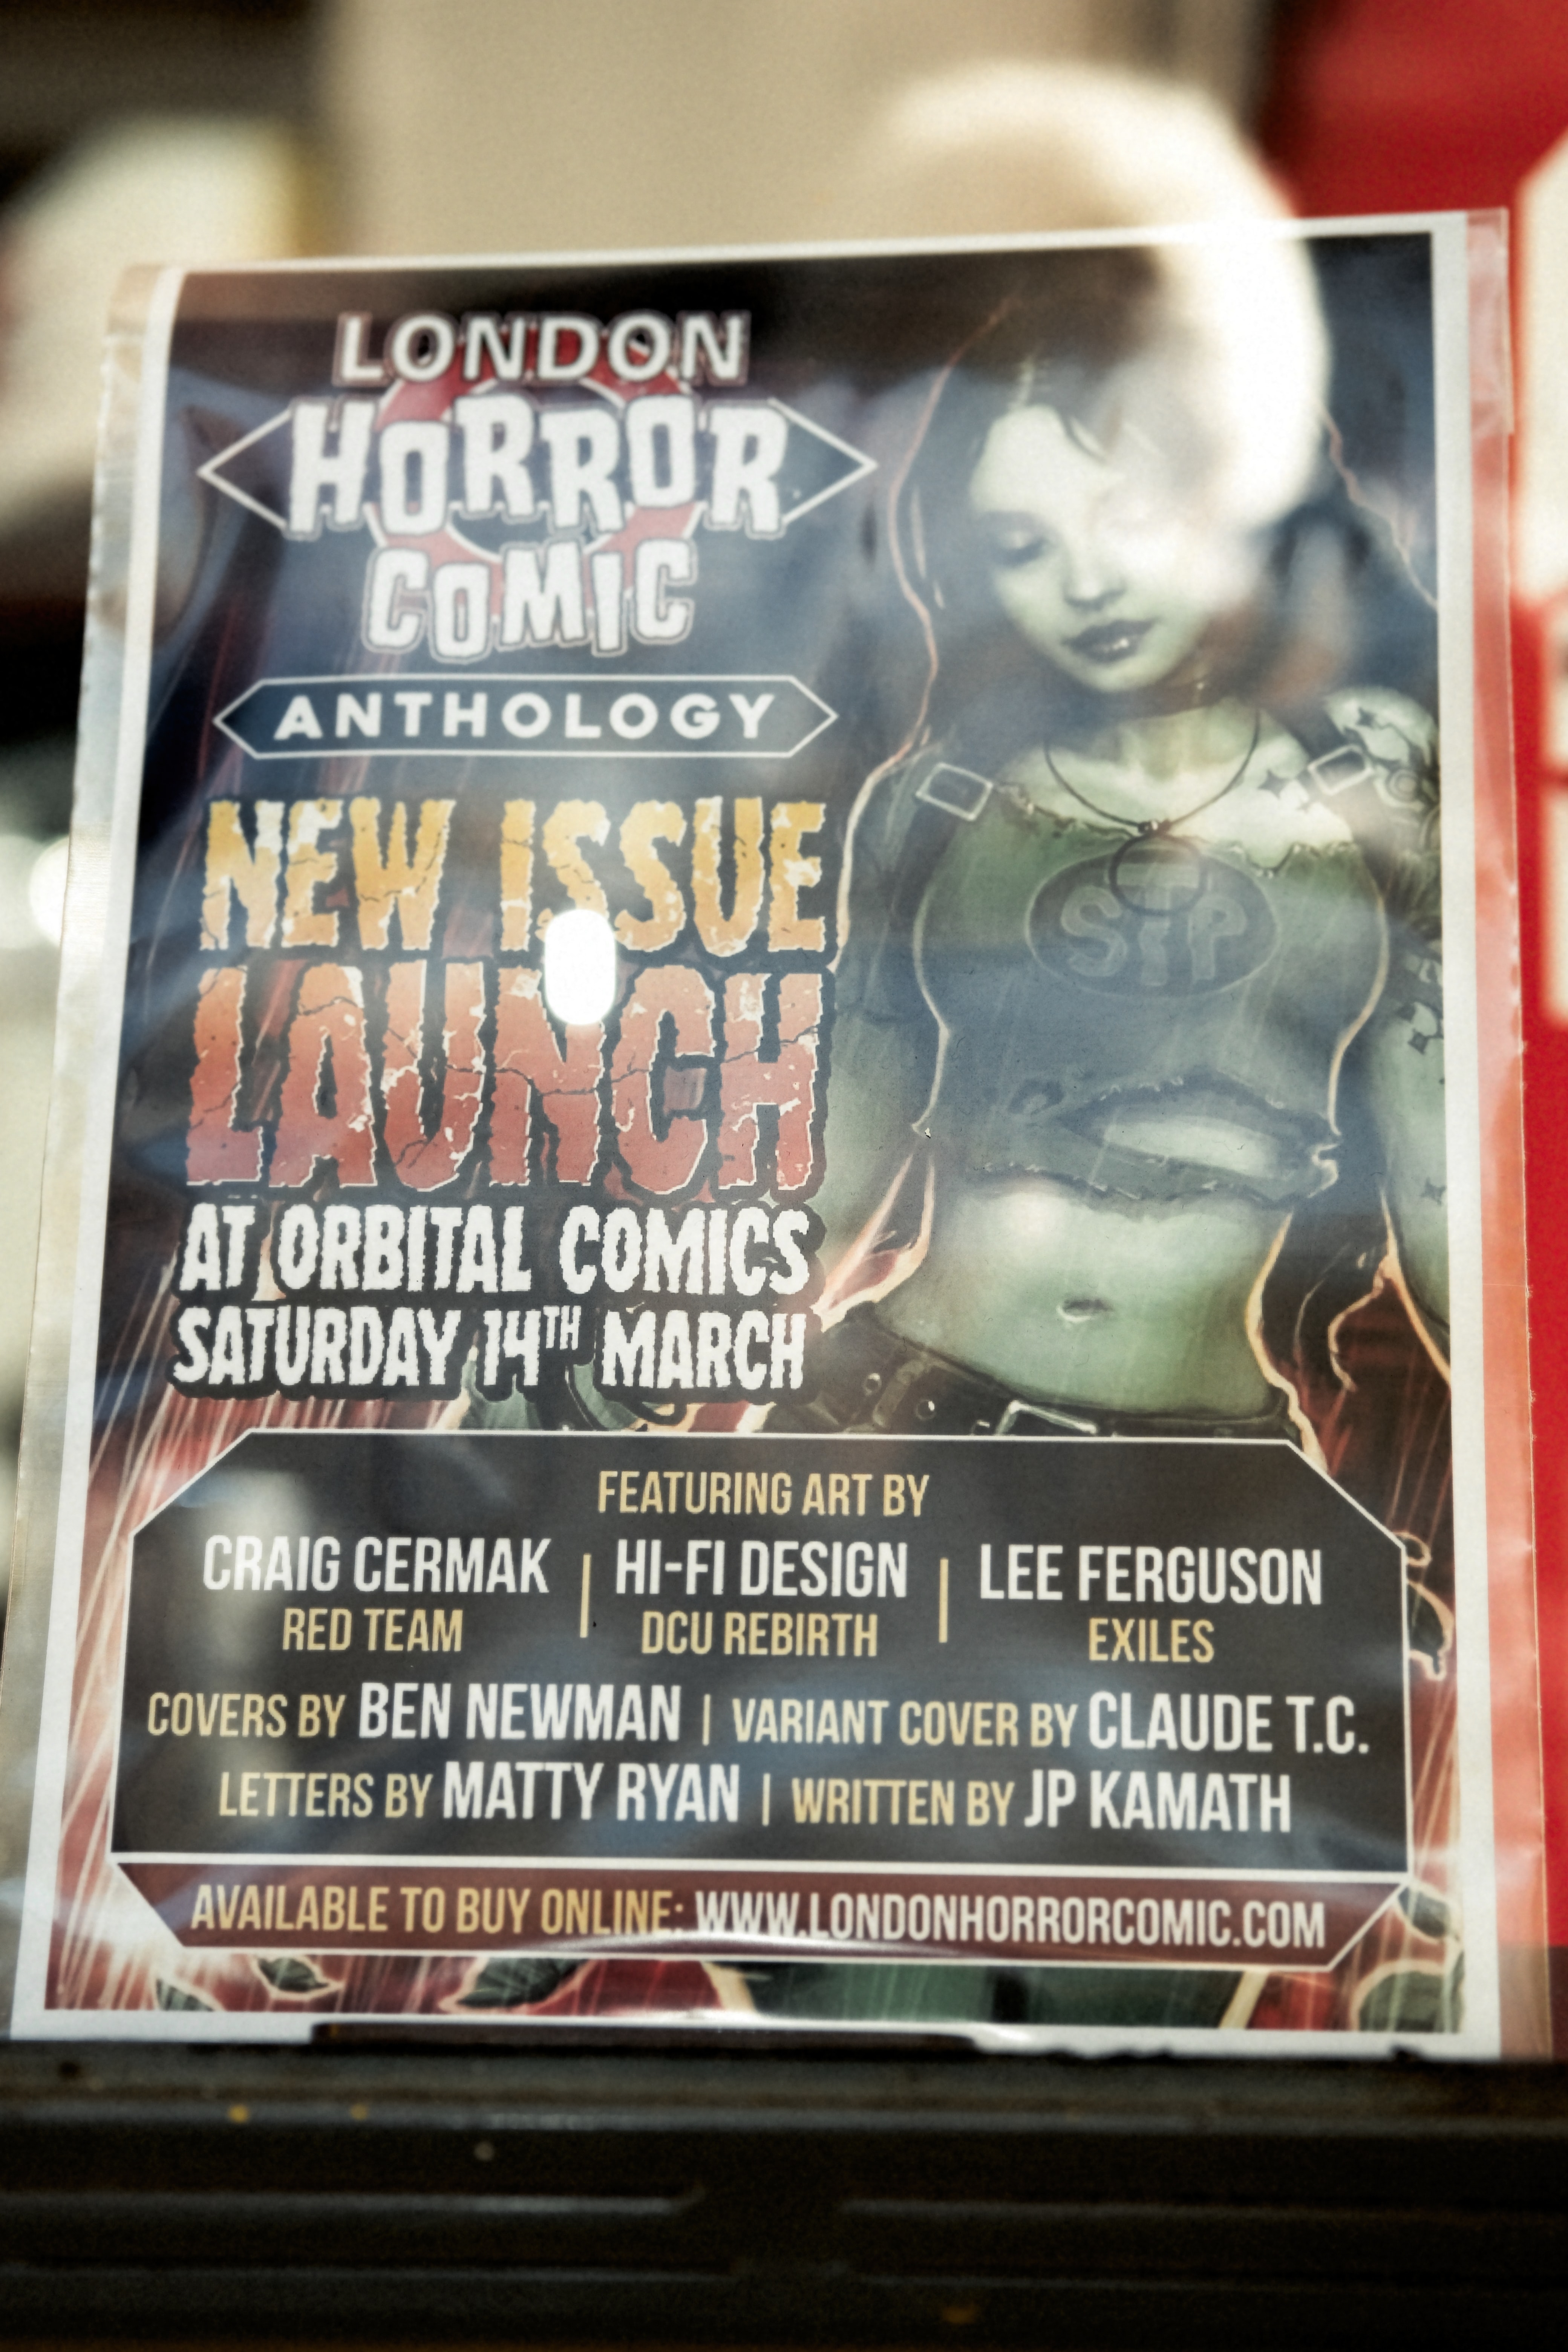 LONDON
HORROR
COMIC
ANTHOLOGY
NEW ISSUE
LAUNCH
AT ORBITAL COMICS
SATURDAY 14TH MARCH
STP
FEATURING ART BY
CRAIG CERMAK | HI-FI DESIGN | LEE FERGUSON
RED TEAM DCU REBIRTH EXILES
COVERS BY BEN NEWMAN | VARIANT COVER BY CLAUDE T.C.
LETTERS BY MATTY RYAN | WRITTEN BY JP KAMATH
AVAILABLE TO BUY ONLINE: WWW.LONDONHORRORCOMIC.COM